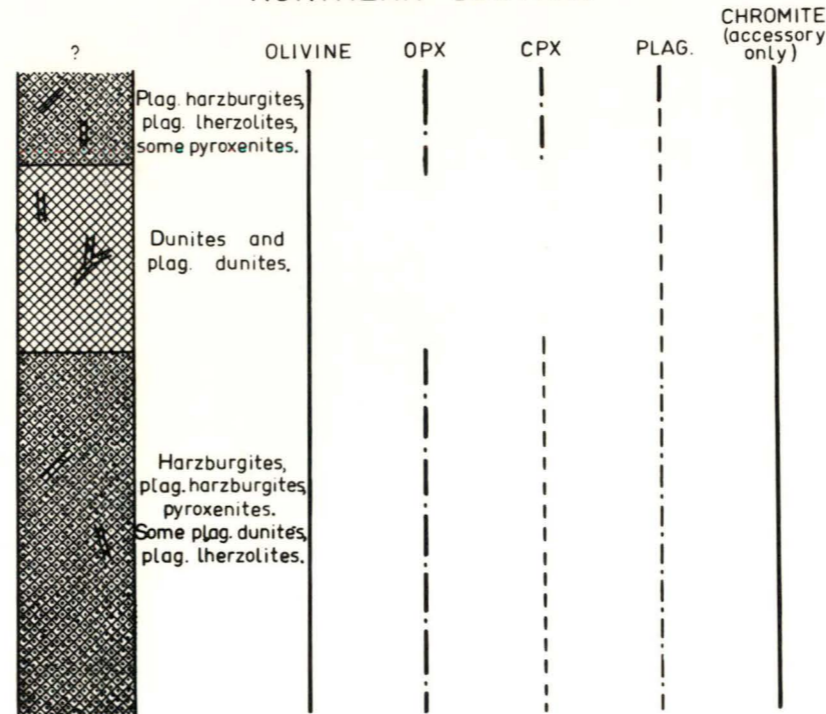 CHROMITE
(accessory
only)
? OLIVINE OPX CPX PLAG.
Plag. harzburgites,
plag. lherzolites,
some pyroxenites.
Dunites and
plag. dunites.
Harzburgites,
plag. harzburgites,
pyroxenites.
Some plag. dunites,
plag. lherzolites.